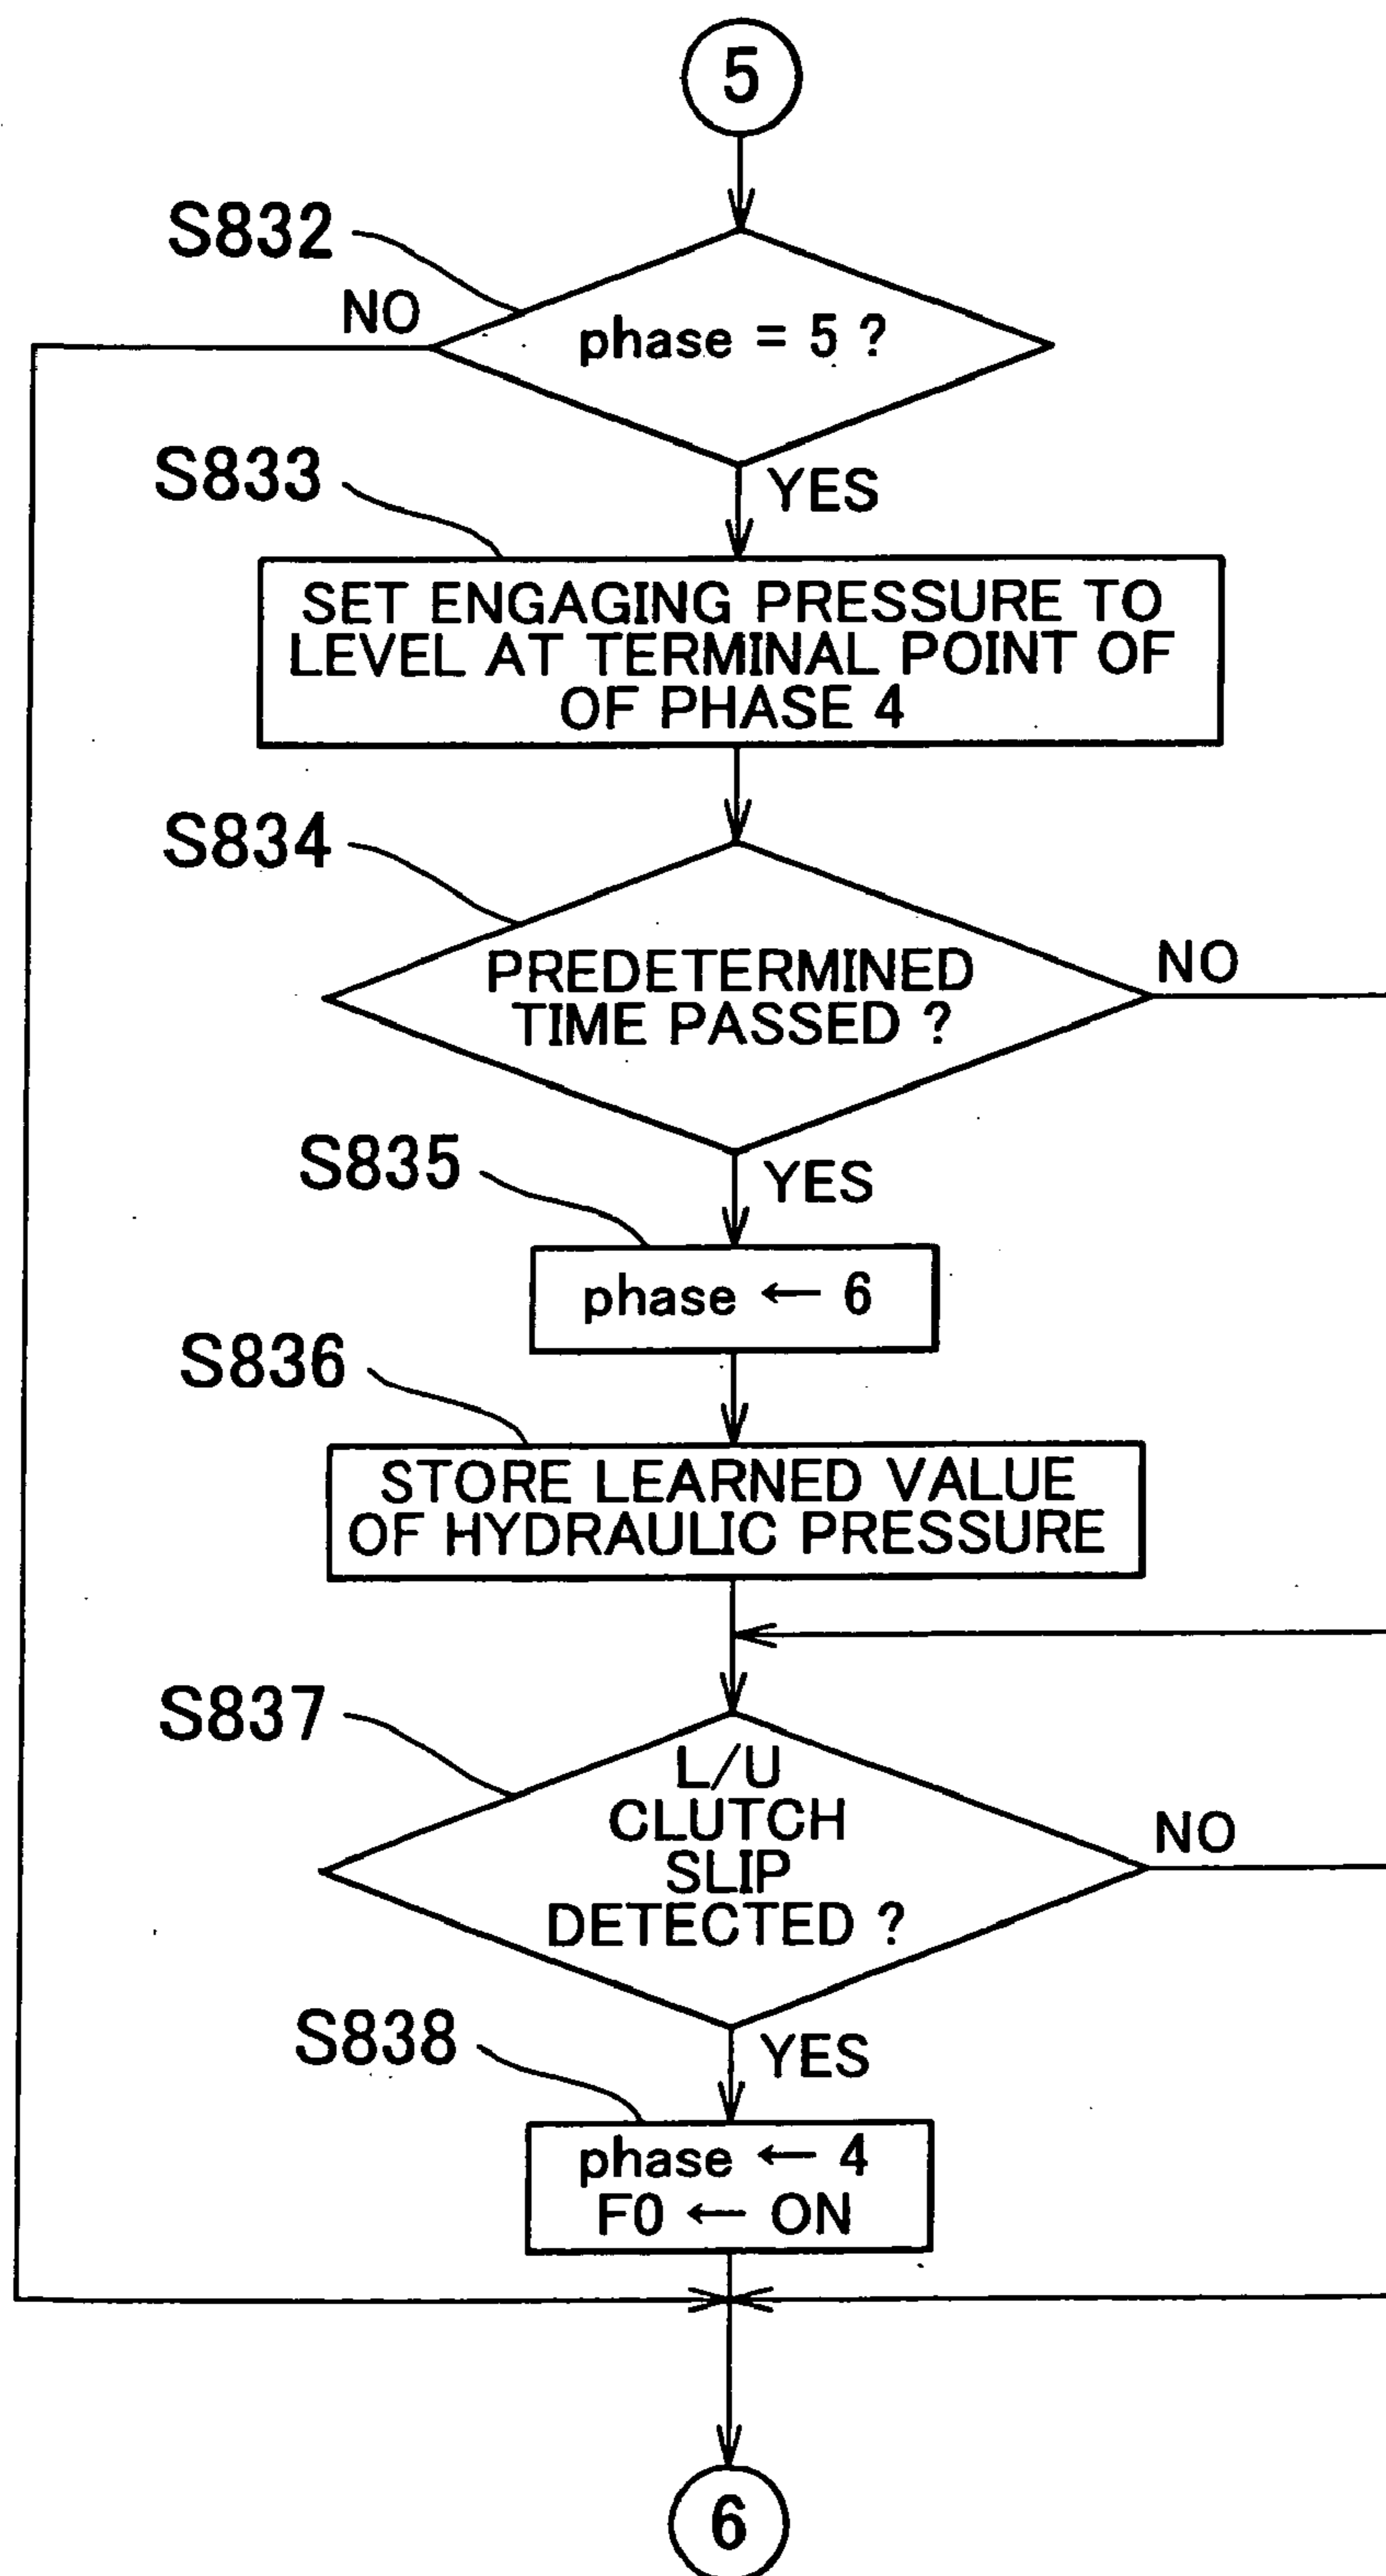 5
S832
NO
phase = 5 ?
YES
S833
SET ENGAGING PRESSURE TO
LEVEL AT TERMINAL POINT OF
OF PHASE 4
S834
NO
PREDETERMINED
TIME PASSED ?
YES
S835
phase ← 6
S836
STORE LEARNED VALUE
OF HYDRAULIC PRESSURE
S837
L/U
CLUTCH
SLIP
DETECTED ?
NO
YES
S838
phase ← 4
F0 ← ON
6